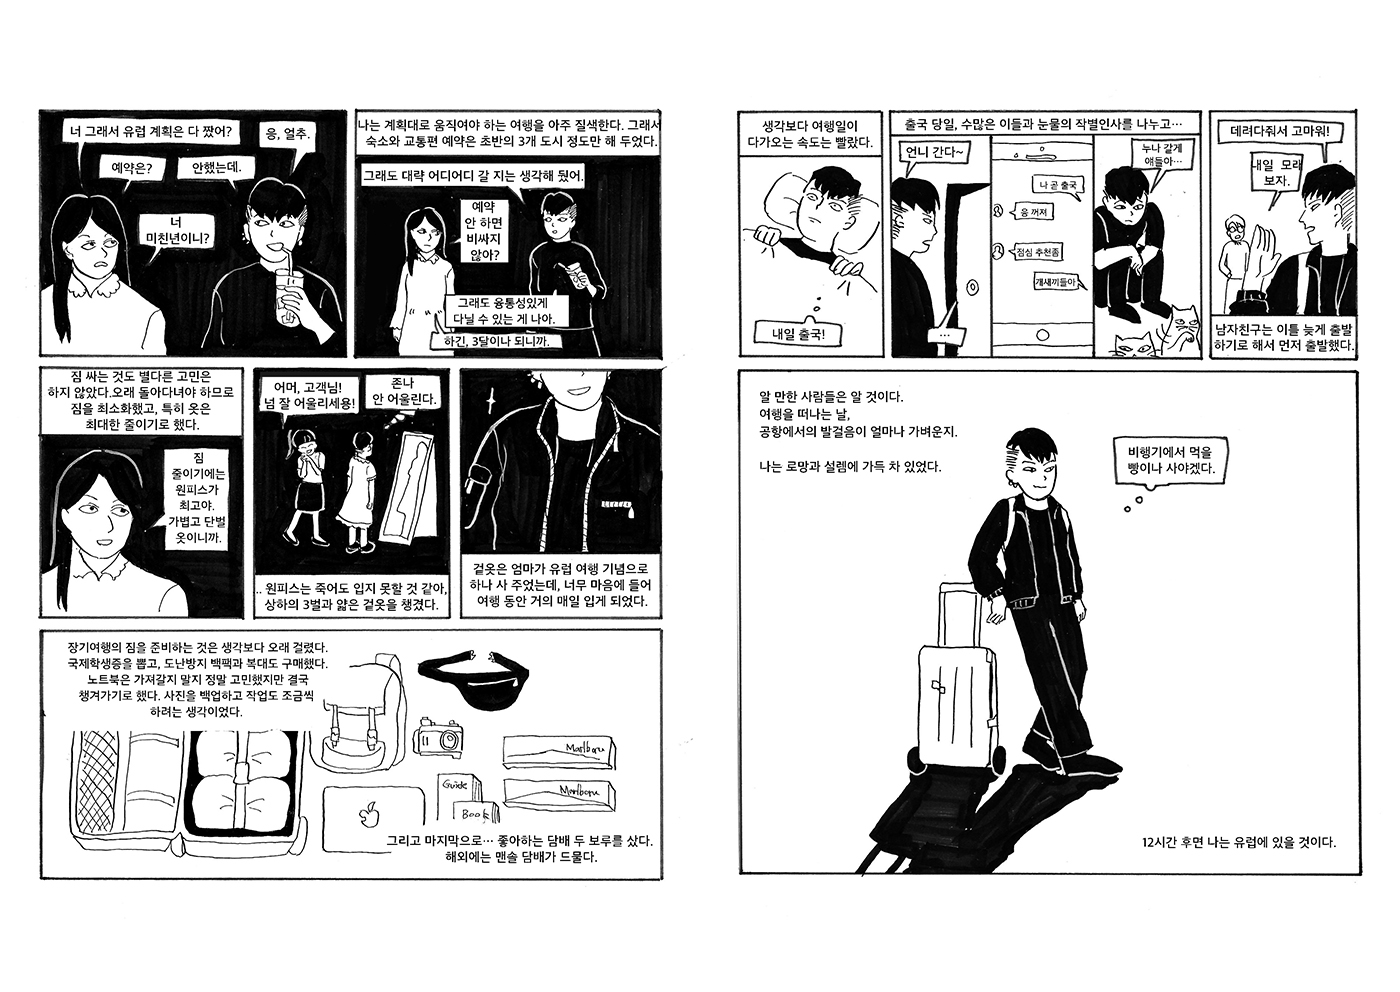 너 그래서 유럽 계획은 다 짰어?
응, 얼추.
예약은?
안했는데.
너
미친년이니?
나는 계획대로 움직여야 하는 여행을 아주 질색한다. 그래서
숙소와 교통편 예약은 초반의 3개 도시 정도만 해 두었다.
그래도 대략 어디어디 갈 지는 생각해 뒀어.
예약
안 하면
비싸지
않아?
그래도 융통성있게
다닐 수 있는 게 나아.
하긴, 3달이나 되니까.
짐 싸는 것도 별다른 고민은
하지 않았다.오래 돌아다녀야 하므로
짐을 최소화했고, 특히 옷은
최대한 줄이기로 했다.
짐
줄이기에는
원피스가
최고야.
가볍고 단벌
옷이니까.
어머, 고객님!
넘 잘 어울리세용!
존나
안 어울린다.
.. 원피스는 죽어도 입지 못할 것 같아,
상하의 3벌과 얇은 겉옷을 챙겼다.
겉옷은 엄마가 유럽 여행 기념으로
하나 사 주었는데, 너무 마음에 들어
여행 동안 거의 매일 입게 되었다.
장기여행의 짐을 준비하는 것은 생각보다 오래 걸렸다.
국제학생증을 뽑고, 도난방지 백팩과 복대도 구매했다.
노트북은 가져갈지 말지 정말 고민했지만 결국
챙겨가기로 했다. 사진을 백업하고 작업도 조금씩
하려는 생각이었다.
Marlboro
Marlboro
Guide
Book
그리고 마지막으로… 좋아하는 담배 두 보루를 샀다.
해외에는 맨솔 담배가 드물다.
생각보다 여행일이
다가오는 속도는 빨랐다.
내일 출국!
출국 당일, 수많은 이들과 눈물의 작별인사를 나누고…
언니 간다~
…
나 곧 출국
응 꺼져
점심 추천좀
개새끼들아
누나 갈게
얘들아…
데려다줘서 고마워!
내일 모래
보자.
남자친구는 이틀 늦게 출발
하기로 해서 먼저 출발했다.
알 만한 사람들은 알 것이다.
여행을 떠나는 날,
공항에서의 발걸음이 얼마나 가벼운지.
나는 로망과 설렘에 가득 차 있었다.
비행기에서 먹을
빵이나 사야겠다.
12시간 후면 나는 유럽에 있을 것이다.